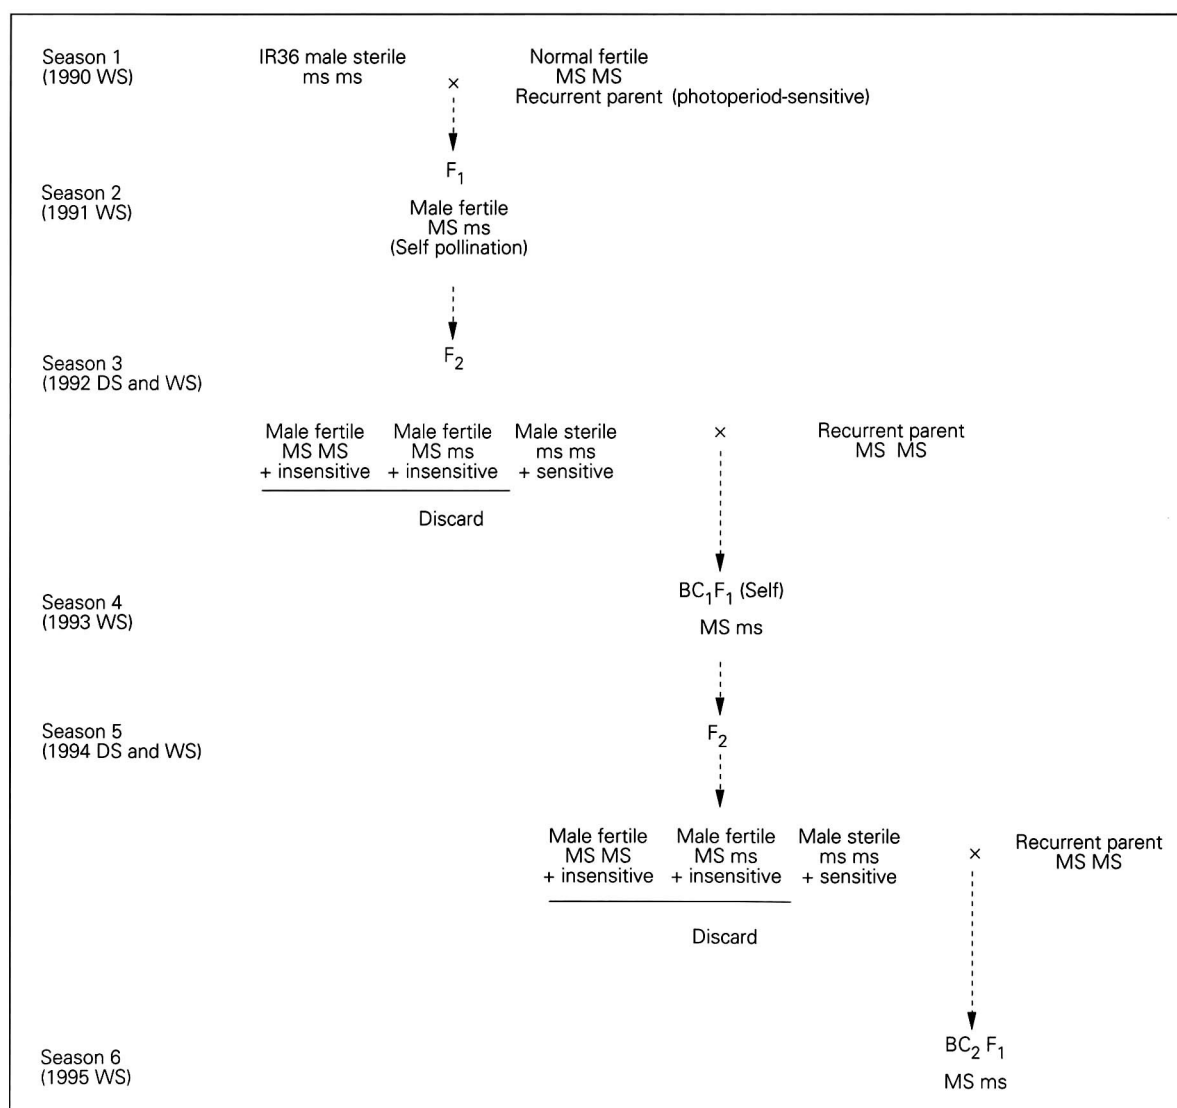 Season 1
(1990 WS)
IR36 male sterile
ms ms
×
Normal fertile
MS MS
Recurrent parent (photoperiod-sensitive)
F1
Season 2
(1991 WS)
Male fertile
MS ms
(Self pollination)
F2
Season 3
(1992 DS and WS)
Male fertile
MS MS
+ insensitive
Male fertile
MS ms
+ insensitive
Male sterile
ms ms
+ sensitive
×
Recurrent parent
MS MS
Discard
BC1F1 (Self)
MS ms
Season 4
(1993 WS)
Season 5
(1994 DS and WS)
F2
Male fertile
MS MS
+ insensitive
Male fertile
MS ms
+ insensitive
Male sterile
ms ms
+ sensitive
×
Recurrent parent
MS MS
Discard
Season 6
(1995 WS)
BC2 F1
MS ms